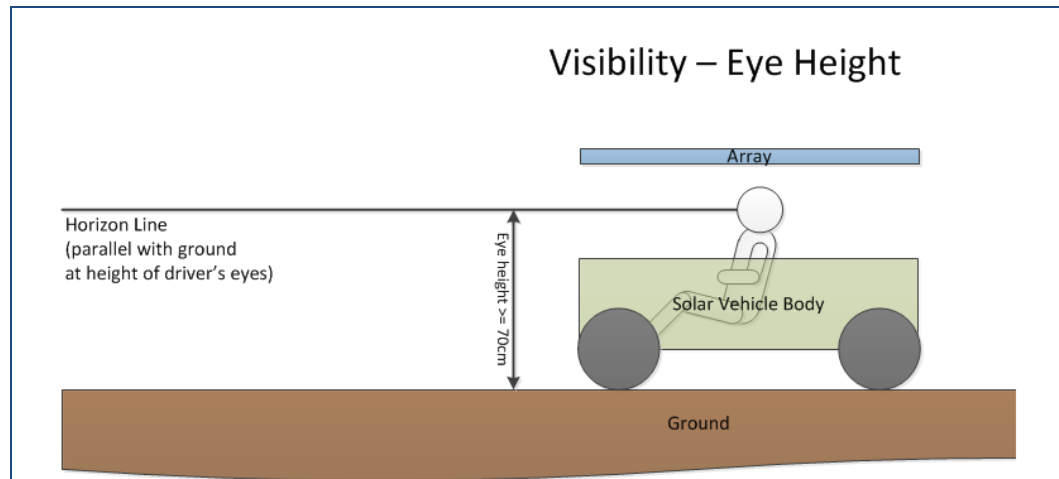 Visibility – Eye Height
Array
Horizon Line
(parallel with ground
at height of driver's eyes)
Eye height >= 70cm
Solar Vehicle Body
Ground